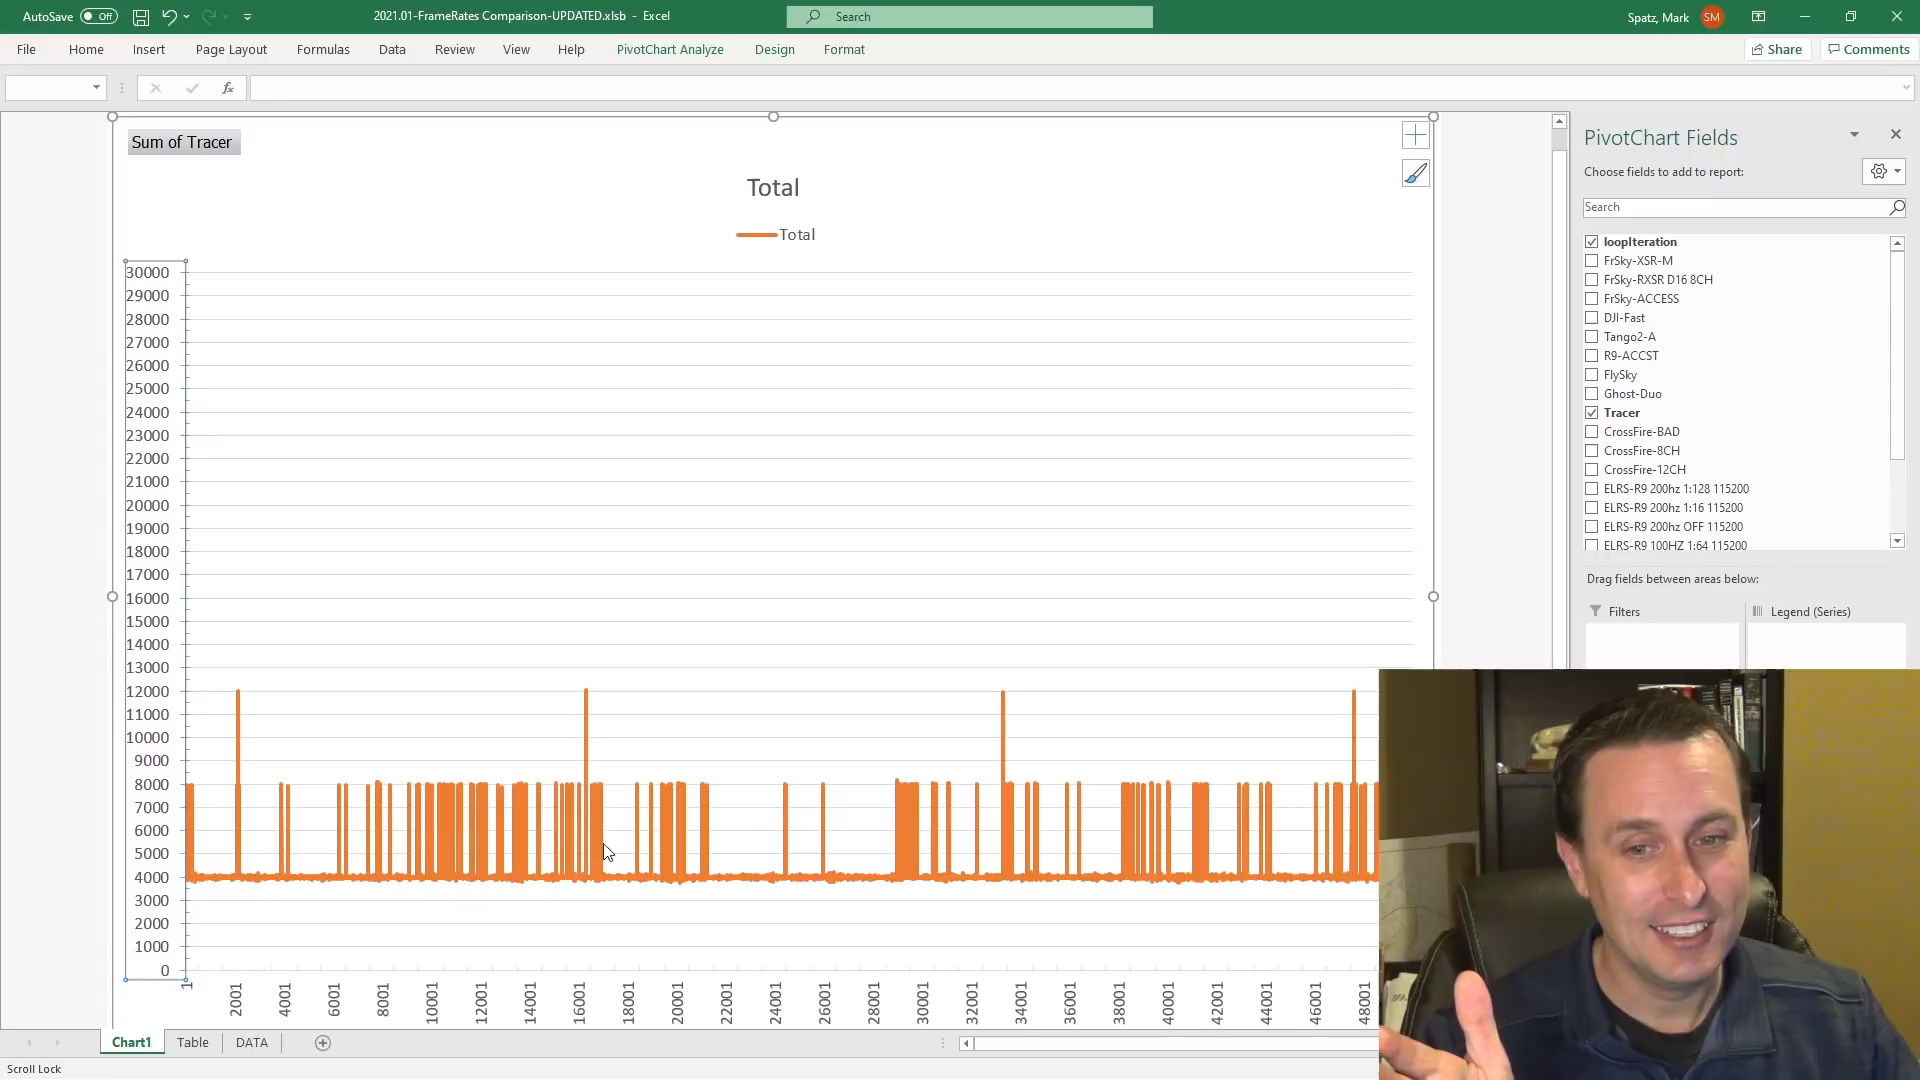 AutoSave Off 2021.01-FrameRates Comparison-UPDATED.xlsb - Excel Search Spatz, Mark SM
File Home Insert Page Layout Formulas Data Review View Help PivotChart Analyze Design Format Share Comments
fx
Sum of Tracer
Total
Total
30000
29000
28000
27000
26000
25000
24000
23000
22000
21000
20000
19000
18000
17000
16000
15000
14000
13000
12000
11000
10000
9000
8000
7000
6000
5000
4000
3000
2000
1000
0
1 2001 4001 6001 8001 10001 12001 14001 16001 18001 20001 22001 24001 26001 28001 30001 32001 34001 36001 38001 40001 42001 44001 46001 48001
PivotChart Fields
Choose fields to add to report:
Search
loopIteration
FrSky-XSR-M
FrSky-RXSR D16 8CH
FrSky-ACCESS
DJI-Fast
Tango2-A
R9-ACCST
FlySky
Ghost-Duo
Tracer
CrossFire-BAD
CrossFire-8CH
CrossFire-12CH
ELRS-R9 200hz 1:128 115200
ELRS-R9 200hz 1:16 115200
ELRS-R9 200hz OFF 115200
ELRS-R9 100HZ 1:64 115200
Drag fields between areas below:
Filters Legend (Series)
Chart1 Table DATA
Scroll Lock